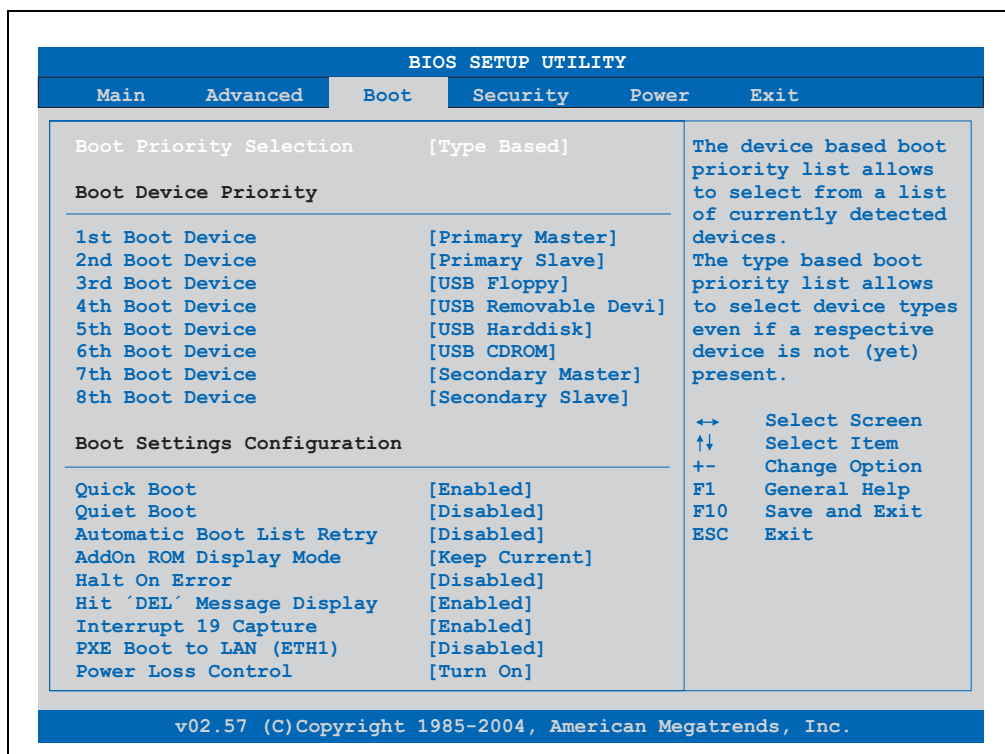 BIOS SETUP UTILITY
Main Advanced Boot Security Power Exit
Boot Priority Selection [Type Based]
Boot Device Priority
1st Boot Device [Primary Master]
2nd Boot Device [Primary Slave]
3rd Boot Device [USB Floppy]
4th Boot Device [USB Removable Devi]
5th Boot Device [USB Harddisk]
6th Boot Device [USB CDROM]
7th Boot Device [Secondary Master]
8th Boot Device [Secondary Slave]
Boot Settings Configuration
Quick Boot [Enabled]
Quiet Boot [Disabled]
Automatic Boot List Retry [Disabled]
AddOn ROM Display Mode [Keep Current]
Halt On Error [Disabled]
Hit ´DEL´ Message Display [Enabled]
Interrupt 19 Capture [Enabled]
PXE Boot to LAN (ETH1) [Disabled]
Power Loss Control [Turn On]
The device based boot
priority list allows
to select from a list
of currently detected
devices.
The type based boot
priority list allows
to select device types
even if a respective
device is not (yet)
present.
↔ Select Screen
↑↓ Select Item
+- Change Option
F1 General Help
F10 Save and Exit
ESC Exit
v02.57 (C)Copyright 1985-2004, American Megatrends, Inc.